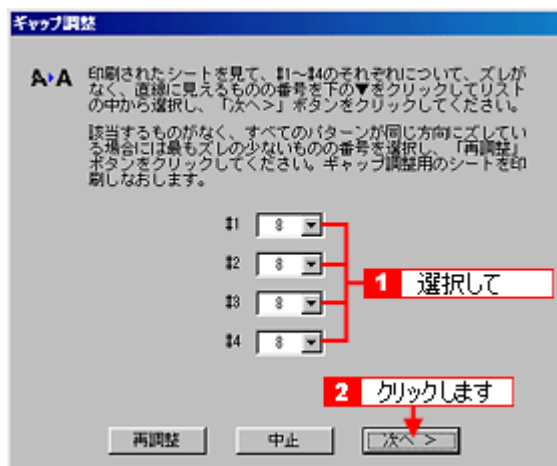 ギャップ調整
A▸A
印刷されたシートを見て、#1～#4のそれぞれについて、ズレが
なく、直線に見えるものの番号を下の▼をクリックしてリスト
の中から選択し、「次へ>」ボタンをクリックしてください。
該当するものがなく、すべてのパターンが同じ方向にズレてい
る場合には最もズレの少ないものの番号を選択し、「再調整」
ボタンをクリックしてください。ギャップ調整用のシートを印
刷しなおします。
#1 8
#2 8
#3 8
#4 8
1 選択して
2 クリックします
再調整 中止 次へ >